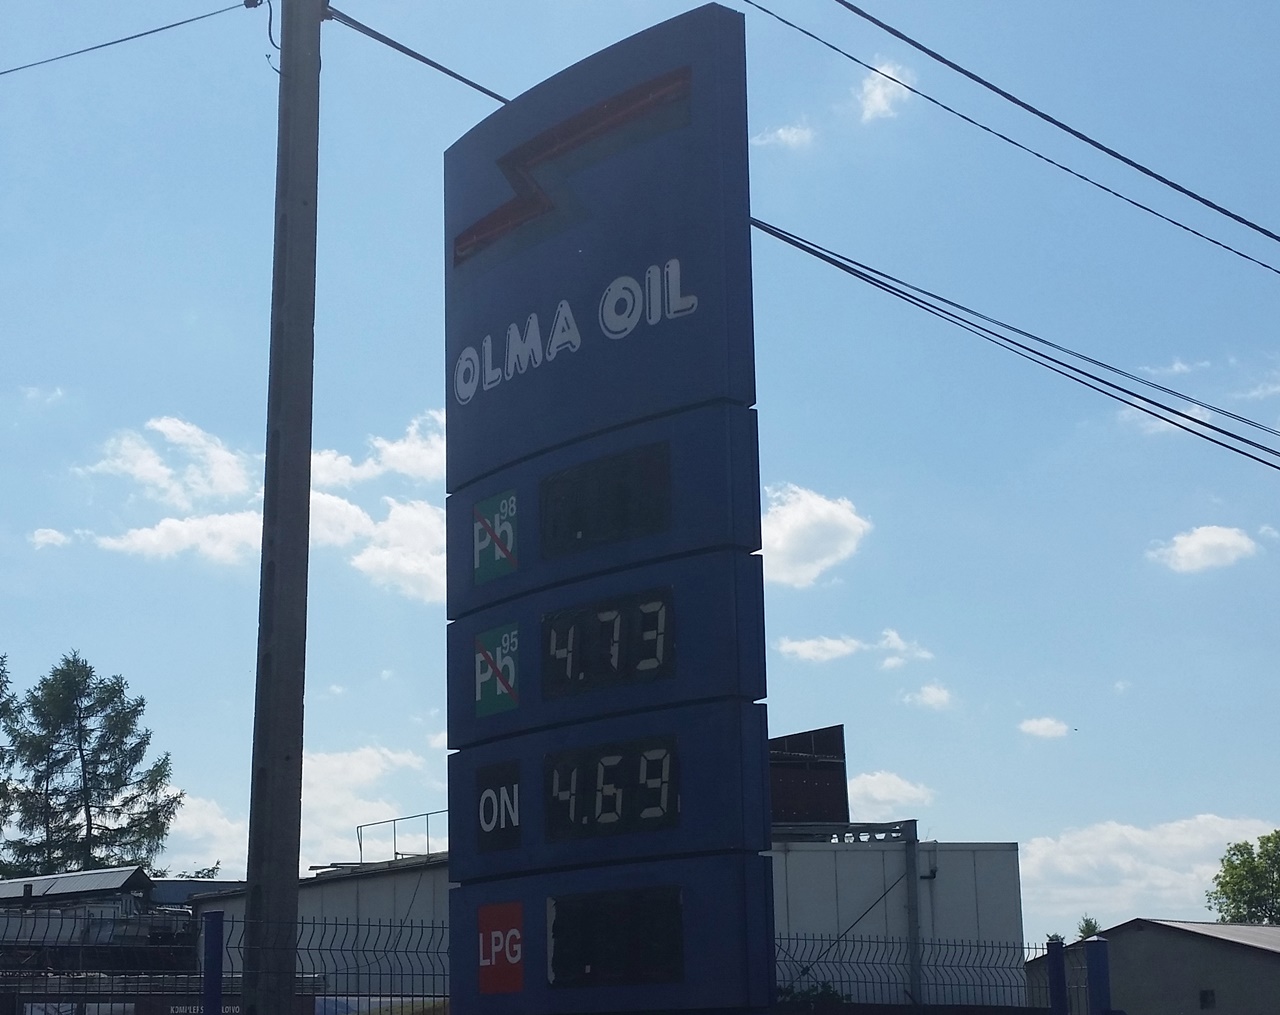 OLMA OIL
Pb 98
Pb 95 4.73
ON 4.69
LPG